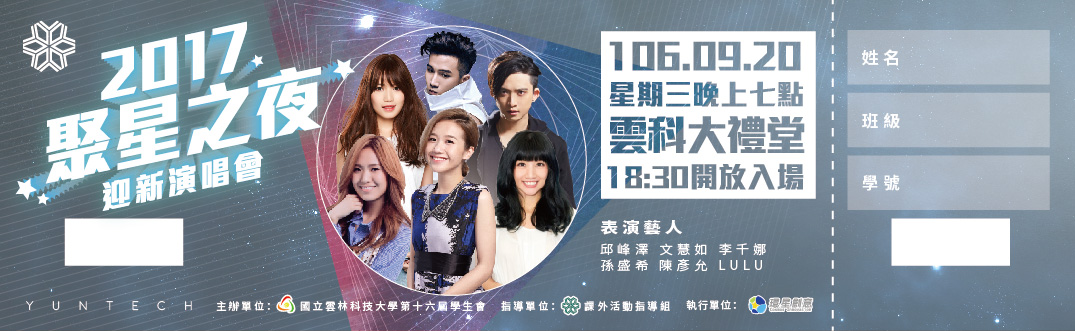 2017
聚星之夜
迎新演唱會
106.09.20
星期三晚上七點
雲科大禮堂
18:30開放入場
表演藝人
邱峰澤 文慧如 李千娜
孫盛希 陳彥允 LULU
姓名
班級
學號
YUNTECH
主辦單位: 國立雲林科技大學第十六屆學生會 指導單位: 課外活動指導組 執行單位: 環星創意